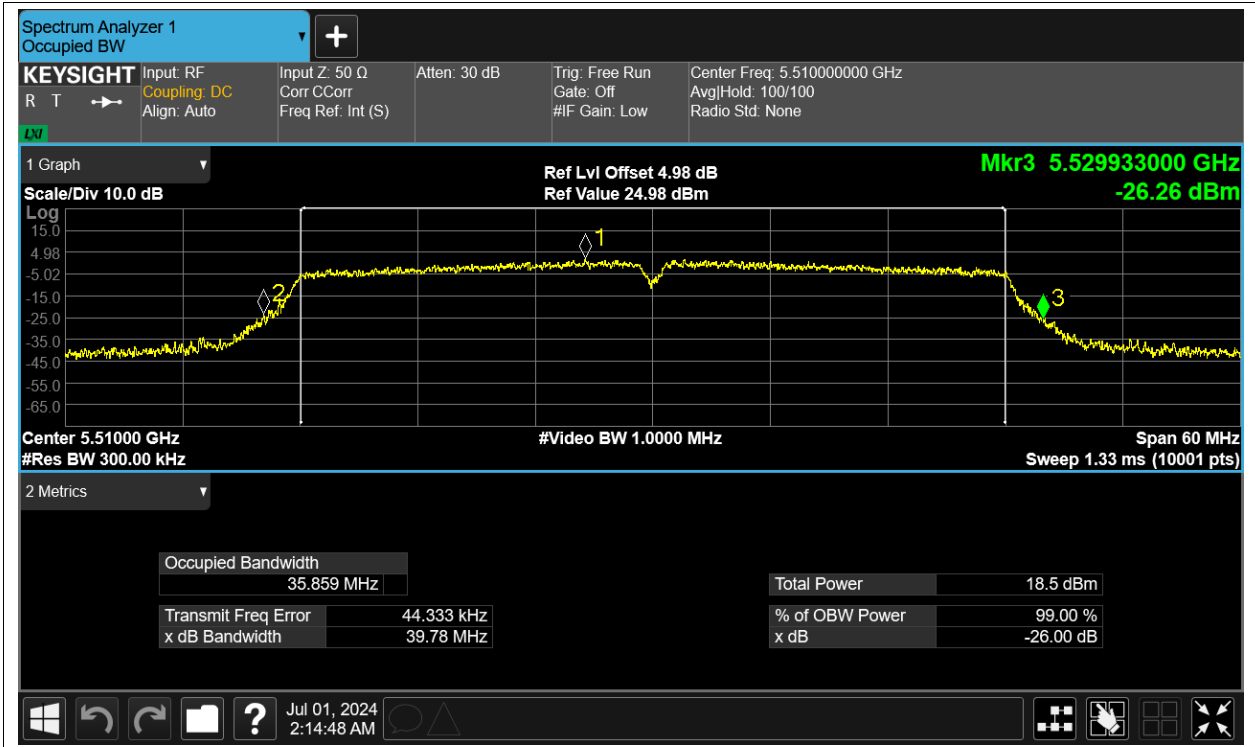 Spectrum Analyzer 1
Occupied BW
KEYSIGHT
R T
LXI
Input: RF
Coupling: DC
Align: Auto
Input Z: 50 Ω
Corr CCorr
Freq Ref: Int (S)
Atten: 30 dB
Trig: Free Run
Gate: Off
#IF Gain: Low
Center Freq: 5.510000000 GHz
Avg|Hold: 100/100
Radio Std: None
1 Graph
Scale/Div 10.0 dB
Ref Lvl Offset 4.98 dB
Ref Value 24.98 dBm
Mkr3 5.529933000 GHz
-26.26 dBm
Log
15.0
4.98
-5.02
-15.0
-25.0
-35.0
-45.0
-55.0
-65.0
1
2
3
Center 5.51000 GHz
#Video BW 1.0000 MHz
Span 60 MHz
#Res BW 300.00 kHz
Sweep 1.33 ms (10001 pts)
2 Metrics
Occupied Bandwidth
35.859 MHz
Transmit Freq Error 44.333 kHz
x dB Bandwidth 39.78 MHz
Total Power 18.5 dBm
% of OBW Power 99.00 %
x dB -26.00 dB
?
Jul 01, 2024
2:14:48 AM